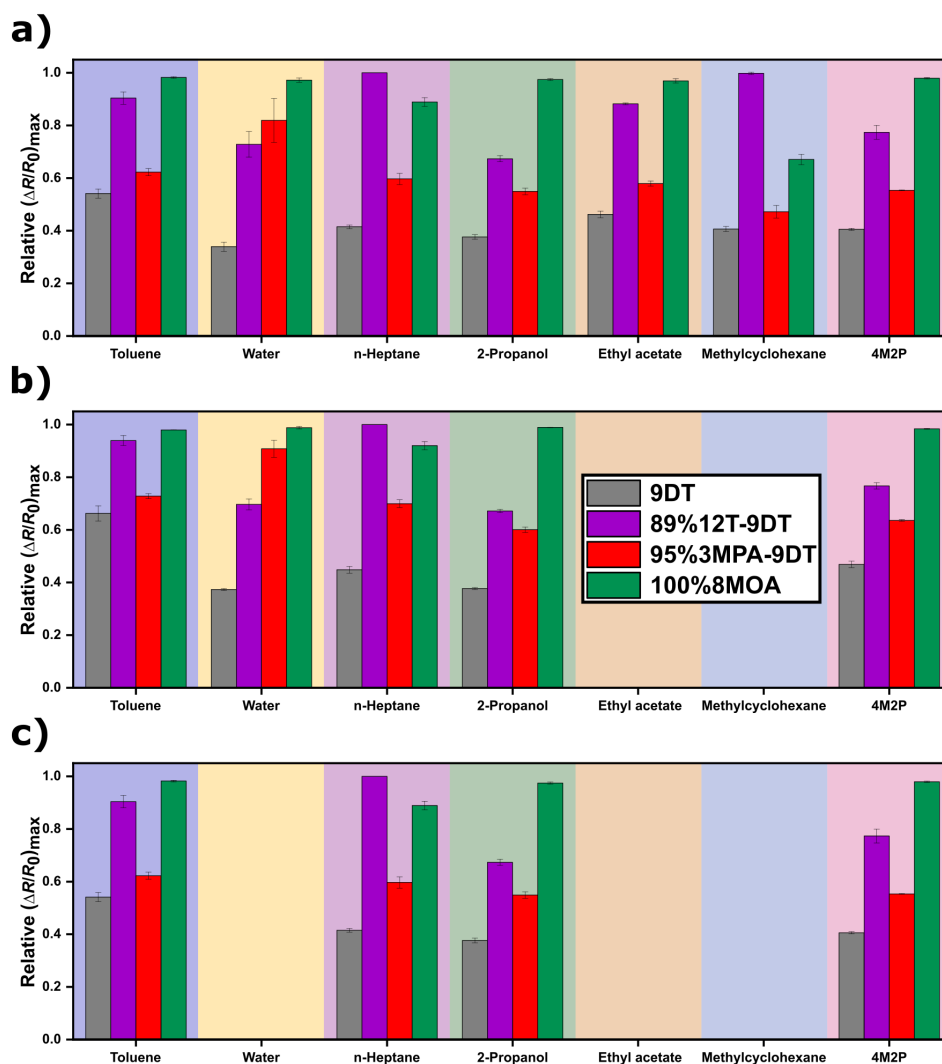 a)
Relative (ΔR/R0)max
1.0
0.8
0.6
0.4
0.2
0.0
Toluene Water n-Heptane 2-Propanol Ethyl acetate Methylcyclohexane 4M2P
b)
Relative (ΔR/R0)max
1.0
0.8
0.6
0.4
0.2
0.0
9DT
89%12T-9DT
95%3MPA-9DT
100%8MOA
Toluene Water n-Heptane 2-Propanol Ethyl acetate Methylcyclohexane 4M2P
c)
Relative (ΔR/R0)max
1.0
0.8
0.6
0.4
0.2
0.0
Toluene Water n-Heptane 2-Propanol Ethyl acetate Methylcyclohexane 4M2P